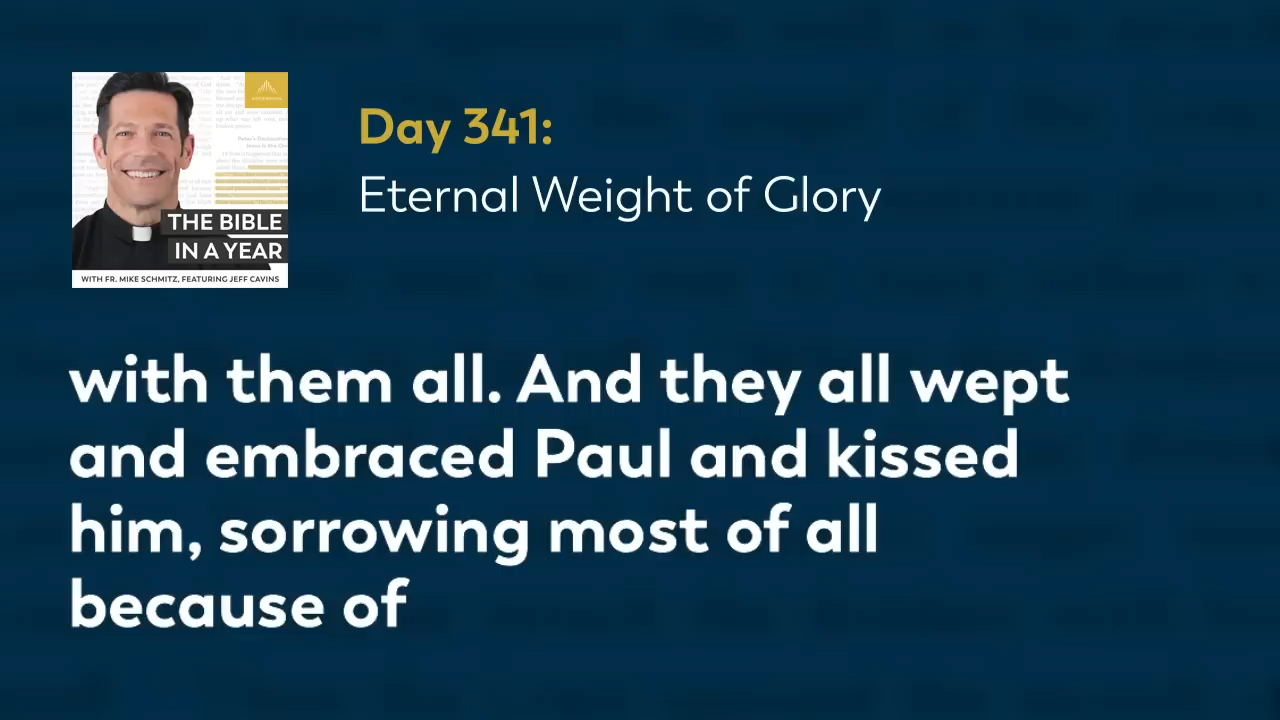 Day 341:
Eternal Weight of Glory
THE BIBLE
IN A YEAR
WITH FR. MIKE SCHMITZ, FEATURING JEFF CAVINS
with them all. And they all wept
and embraced Paul and kissed
him, sorrowing most of all
because of